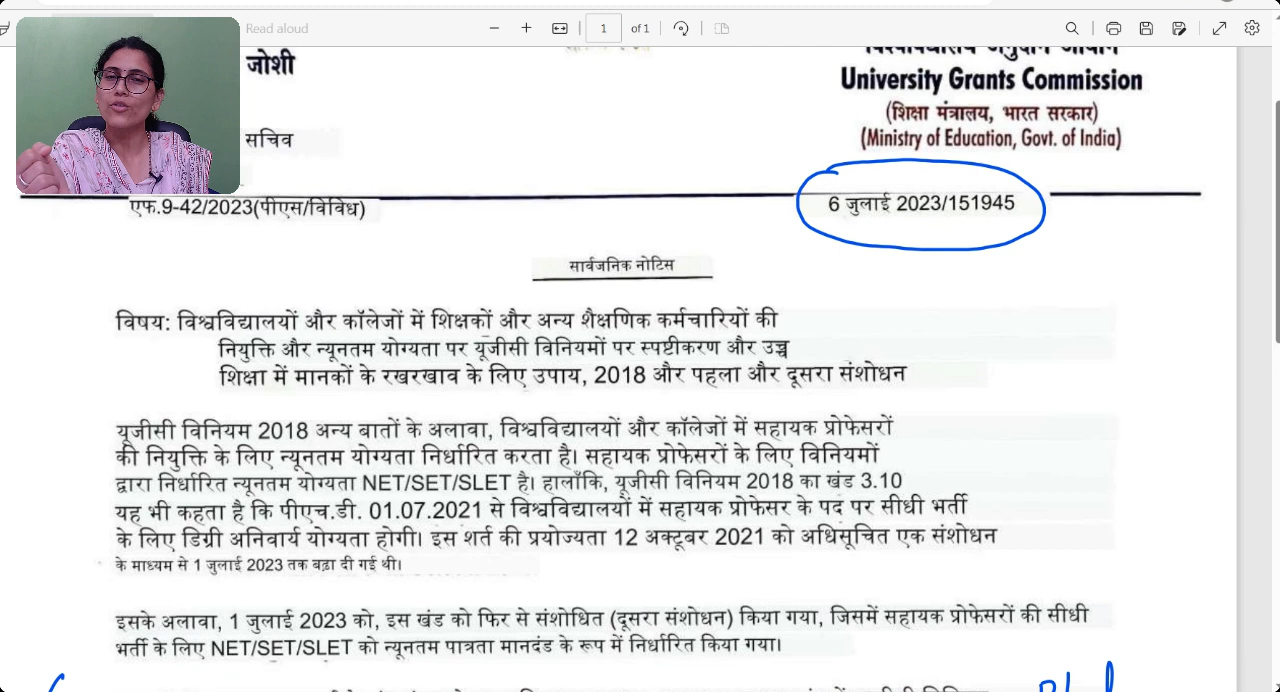 Read aloud
1 of 1
जोशी
University Grants Commission
(शिक्षा मंत्रालय, भारत सरकार)
(Ministry of Education, Govt. of India)
सचिव
एफ.9-42/2023(पीएस/विविध)
6 जुलाई 2023/151945
सार्वजनिक नोटिस
विषय: विश्वविद्यालयों और कॉलेजों में शिक्षकों और अन्य शैक्षणिक कर्मचारियों की
नियुक्ति और न्यूनतम योग्यता पर यूजीसी विनियमों पर स्पष्टीकरण और उच्च
शिक्षा में मानकों के रखरखाव के लिए उपाय, 2018 और पहला और दूसरा संशोधन
यूजीसी विनियम 2018 अन्य बातों के अलावा, विश्वविद्यालयों और कॉलेजों में सहायक प्रोफेसरों
की नियुक्ति के लिए न्यूनतम योग्यता निर्धारित करता है। सहायक प्रोफेसरों के लिए विनियमों
द्वारा निर्धारित न्यूनतम योग्यता NET/SET/SLET है। हालाँकि, यूजीसी विनियम 2018 का खंड 3.10
यह भी कहता है कि पीएच.डी. 01.07.2021 से विश्वविद्यालयों में सहायक प्रोफेसर के पद पर सीधी भर्ती
के लिए डिग्री अनिवार्य योग्यता होगी। इस शर्त की प्रयोज्यता 12 अक्टूबर 2021 को अधिसूचित एक संशोधन
के माध्यम से 1 जुलाई 2023 तक बढ़ा दी गई थी।
इसके अलावा, 1 जुलाई 2023 को, इस खंड को फिर से संशोधित (दूसरा संशोधन) किया गया, जिसमें सहायक प्रोफेसरों की सीधी
भर्ती के लिए NET/SET/SLET को न्यूनतम पात्रता मानदंड के रूप में निर्धारित किया गया।